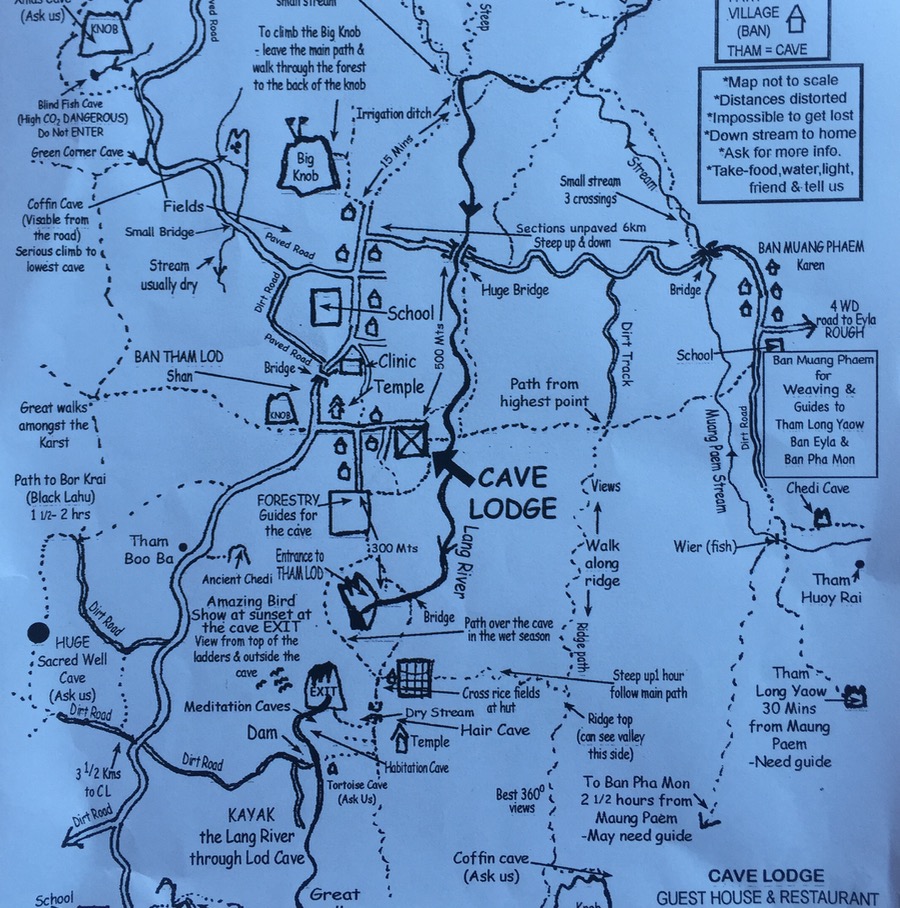 (Ask us)
KNOB
Blind Fish Cave
(High CO₂ DANGEROUS)
Do Not ENTER
Green Corner Cave
Road
small stream
To climb the Big Knob
- leave the main path &
walk through the forest
to the back of the knob
Steep
VILLAGE
(BAN)
THAM = CAVE
*Map not to scale
*Distances distorted
*Impossible to get lost
*Down stream to home
*Ask for more info.
*Take-food,water,light,
friend & tell us
Irrigation ditch
15 Mins
Big
Knob
Stream
Small stream
3 crossings
Coffin Cave
(Visable from
the road)
Serious climb to
lowest cave
Fields
Small Bridge
Paved Road
Stream
usually dry
Dirt Road
School
Paved Road
Sections unpaved 6km
Steep up & down
Huge Bridge
Bridge
BAN MUANG PHAEM
Karen
4 WD
road to Eyla
ROUGH
School
Ban Muang Phaem
for
Weaving &
Guides to
Tham Long Yaow
Ban Eyla &
Ban Pha Mon
BAN THAM LOD
Shan
Bridge
Clinic
Temple
500 Mts
KNOB
Path from
highest point
Dirt Track
Muang Paem Stream
Dirt Road
Great walks
amongst the
Karst
Path to Bor Krai
(Black Lahu)
1 1/2- 2 hrs
CAVE
LODGE
FORESTRY
Guides for
the cave
Views
Chedi Cave
Tham
Boo Ba
Ancient Chedi
Entrance to
THAM LOD
300 Mts
Lang River
Walk
along
ridge
Wier (fish)
Tham
Huoy Rai
Dirt Road
Amazing Bird
Show at sunset at
the cave EXIT
View from top of the
ladders & outside the
cave
Bridge
Path over the cave
in the wet season
Ridge path
HUGE
Sacred Well
Cave
(Ask us)
Dirt Road
EXIT
Meditation Caves
Dam
Cross rice fields
at hut
Steep up1 hour
follow main path
Dry Stream
Hair Cave
Temple
Habitation Cave
Tortoise Cave
(Ask Us)
Ridge top
(can see valley
this side)
Tham
Long Yaow
30 Mins
from Maung
Paem
-Need guide
3 1/2 Kms
to CL
Dirt Road
Dirt Road
KAYAK
the Lang River
through Lod Cave
Best 360⁰
views
To Ban Pha Mon
2 1/2 hours from
Maung Paem
-May need guide
Coffin cave
(Ask us)
Knob
School
Great
CAVE LODGE
GUEST HOUSE & RESTAURANT